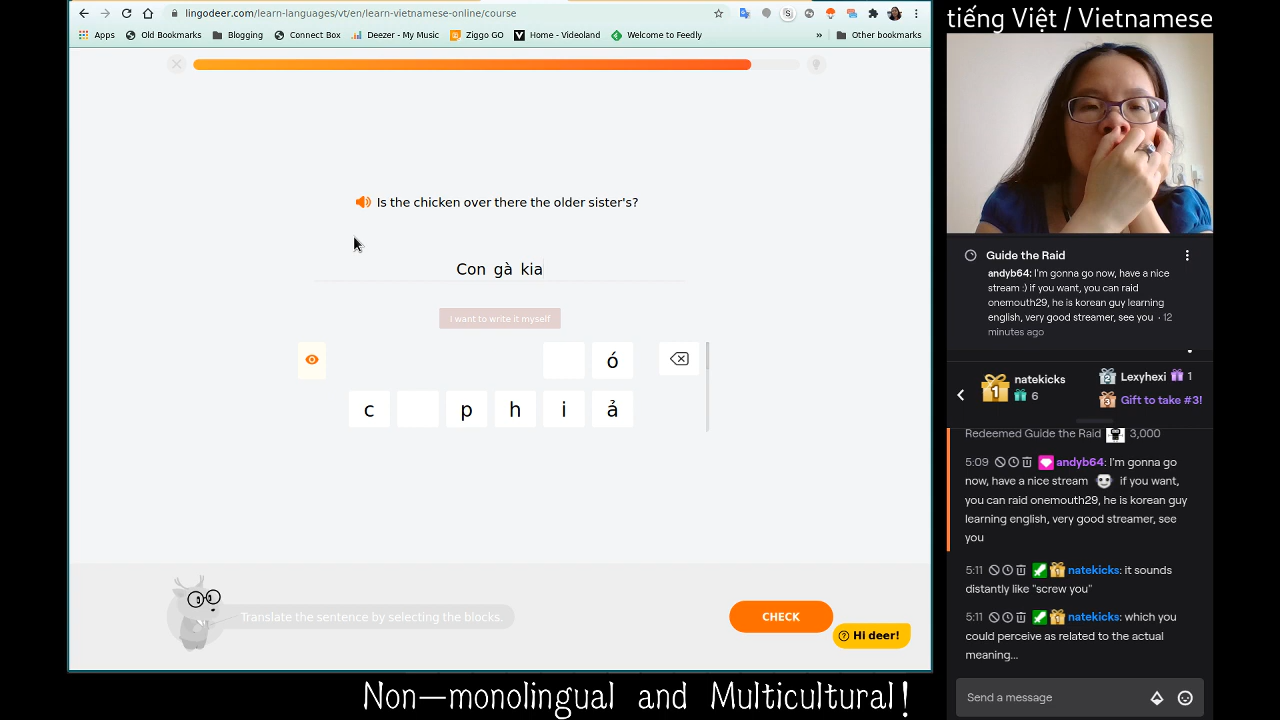 lingodeer.com/learn-languages/vt/en/learn-vietnamese-online/course
Apps Old Bookmarks Blogging Connect Box Deezer - My Music Ziggo GO Home - Videoland Welcome to Feedly » Other bookmarks
Is the chicken over there the older sister's?
Con gà kia
I want to write it myself
ó
c p h i ả
Translate the sentence by selecting the blocks.
CHECK
Hi deer!
Non—monolingual and Multicultural!
tiếng Việt / Vietnamese
Guide the Raid
andyb64: I'm gonna go now, have a nice
stream :) if you want, you can raid
onemouth29, he is korean guy learning
english, very good streamer, see you · 12
minutes ago
natekicks
6
Lexyhexi 1
Gift to take #3!
Redeemed Guide the Raid 3,000
5:09 andyb64: I'm gonna go
now, have a nice stream if you want,
you can raid onemouth29, he is korean guy
learning english, very good streamer, see
you
5:11 natekicks: it sounds
distantly like "screw you"
5:11 natekicks: which you
could perceive as related to the actual
meaning...
Send a message